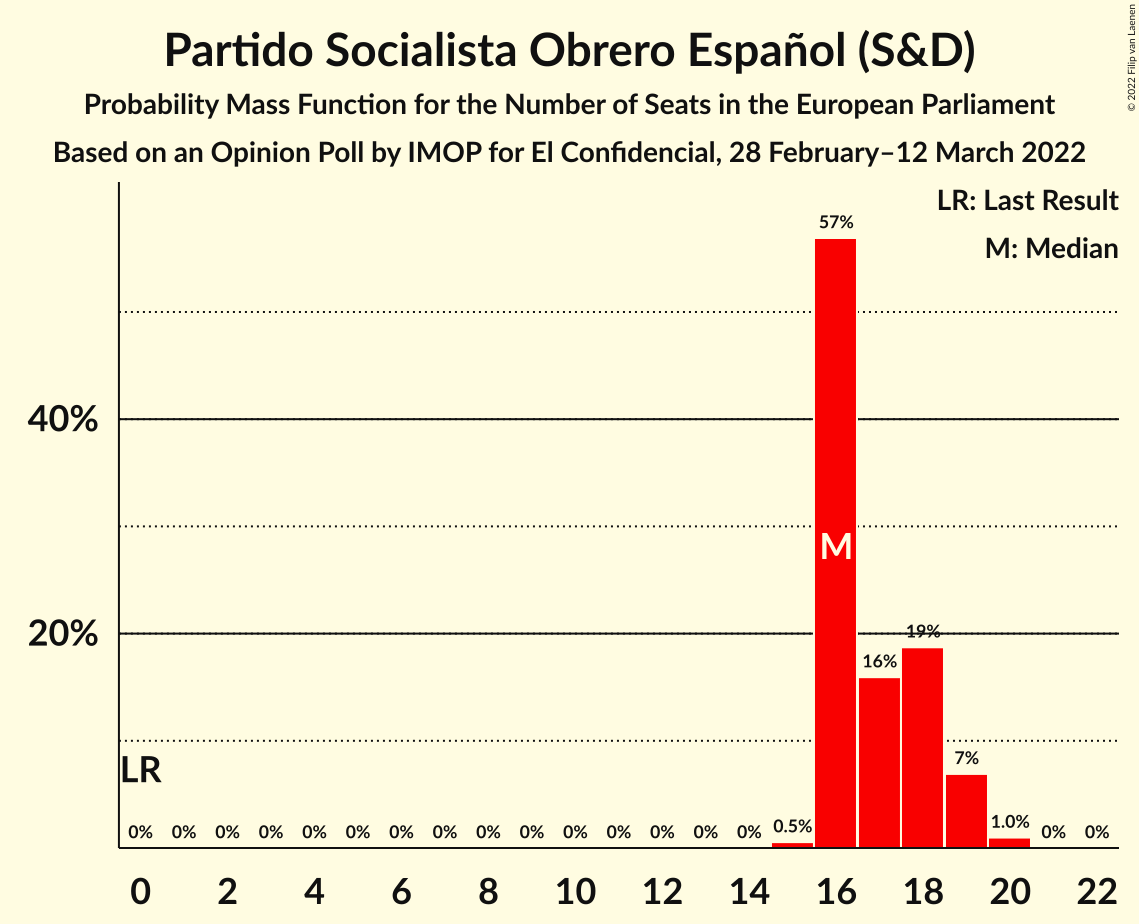 Partido Socialista Obrero Español (S&D)
Probability Mass Function for the Number of Seats in the European Parliament
Based on an Opinion Poll by IMOP for El Confidencial, 28 February–12 March 2022
© 2022 Filip van Laenen
LR: Last Result
M: Median
57%
40%
M
20%
19%
16%
7%
LR
0% 0% 0% 0% 0% 0% 0% 0% 0% 0% 0% 0% 0% 0% 0% 0.5% 1.0% 0% 0%
0 2 4 6 8 10 12 14 16 18 20 22